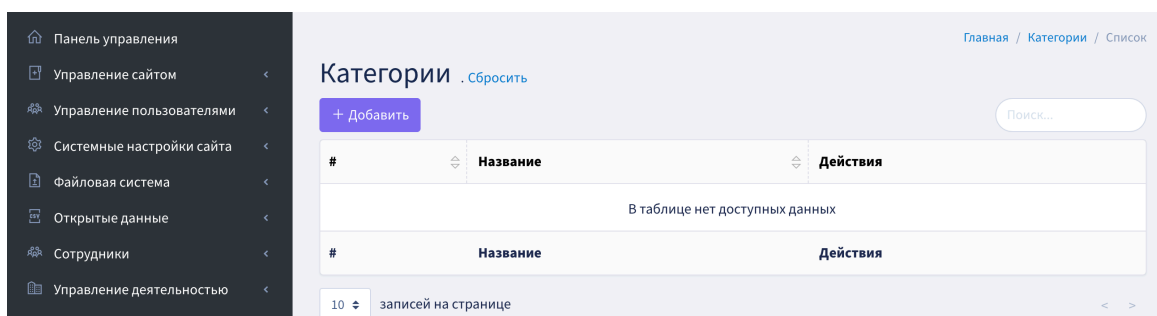 Панель управления
Управление сайтом
Управление пользователями
Системные настройки сайта
Файловая система
CSV Открытые данные
Сотрудники
Управление деятельностью
Главная / Категории / Список
Категории . Сбросить
+ Добавить
Поиск...
# Название Действия
В таблице нет доступных данных
# Название Действия
10 записей на странице
< >